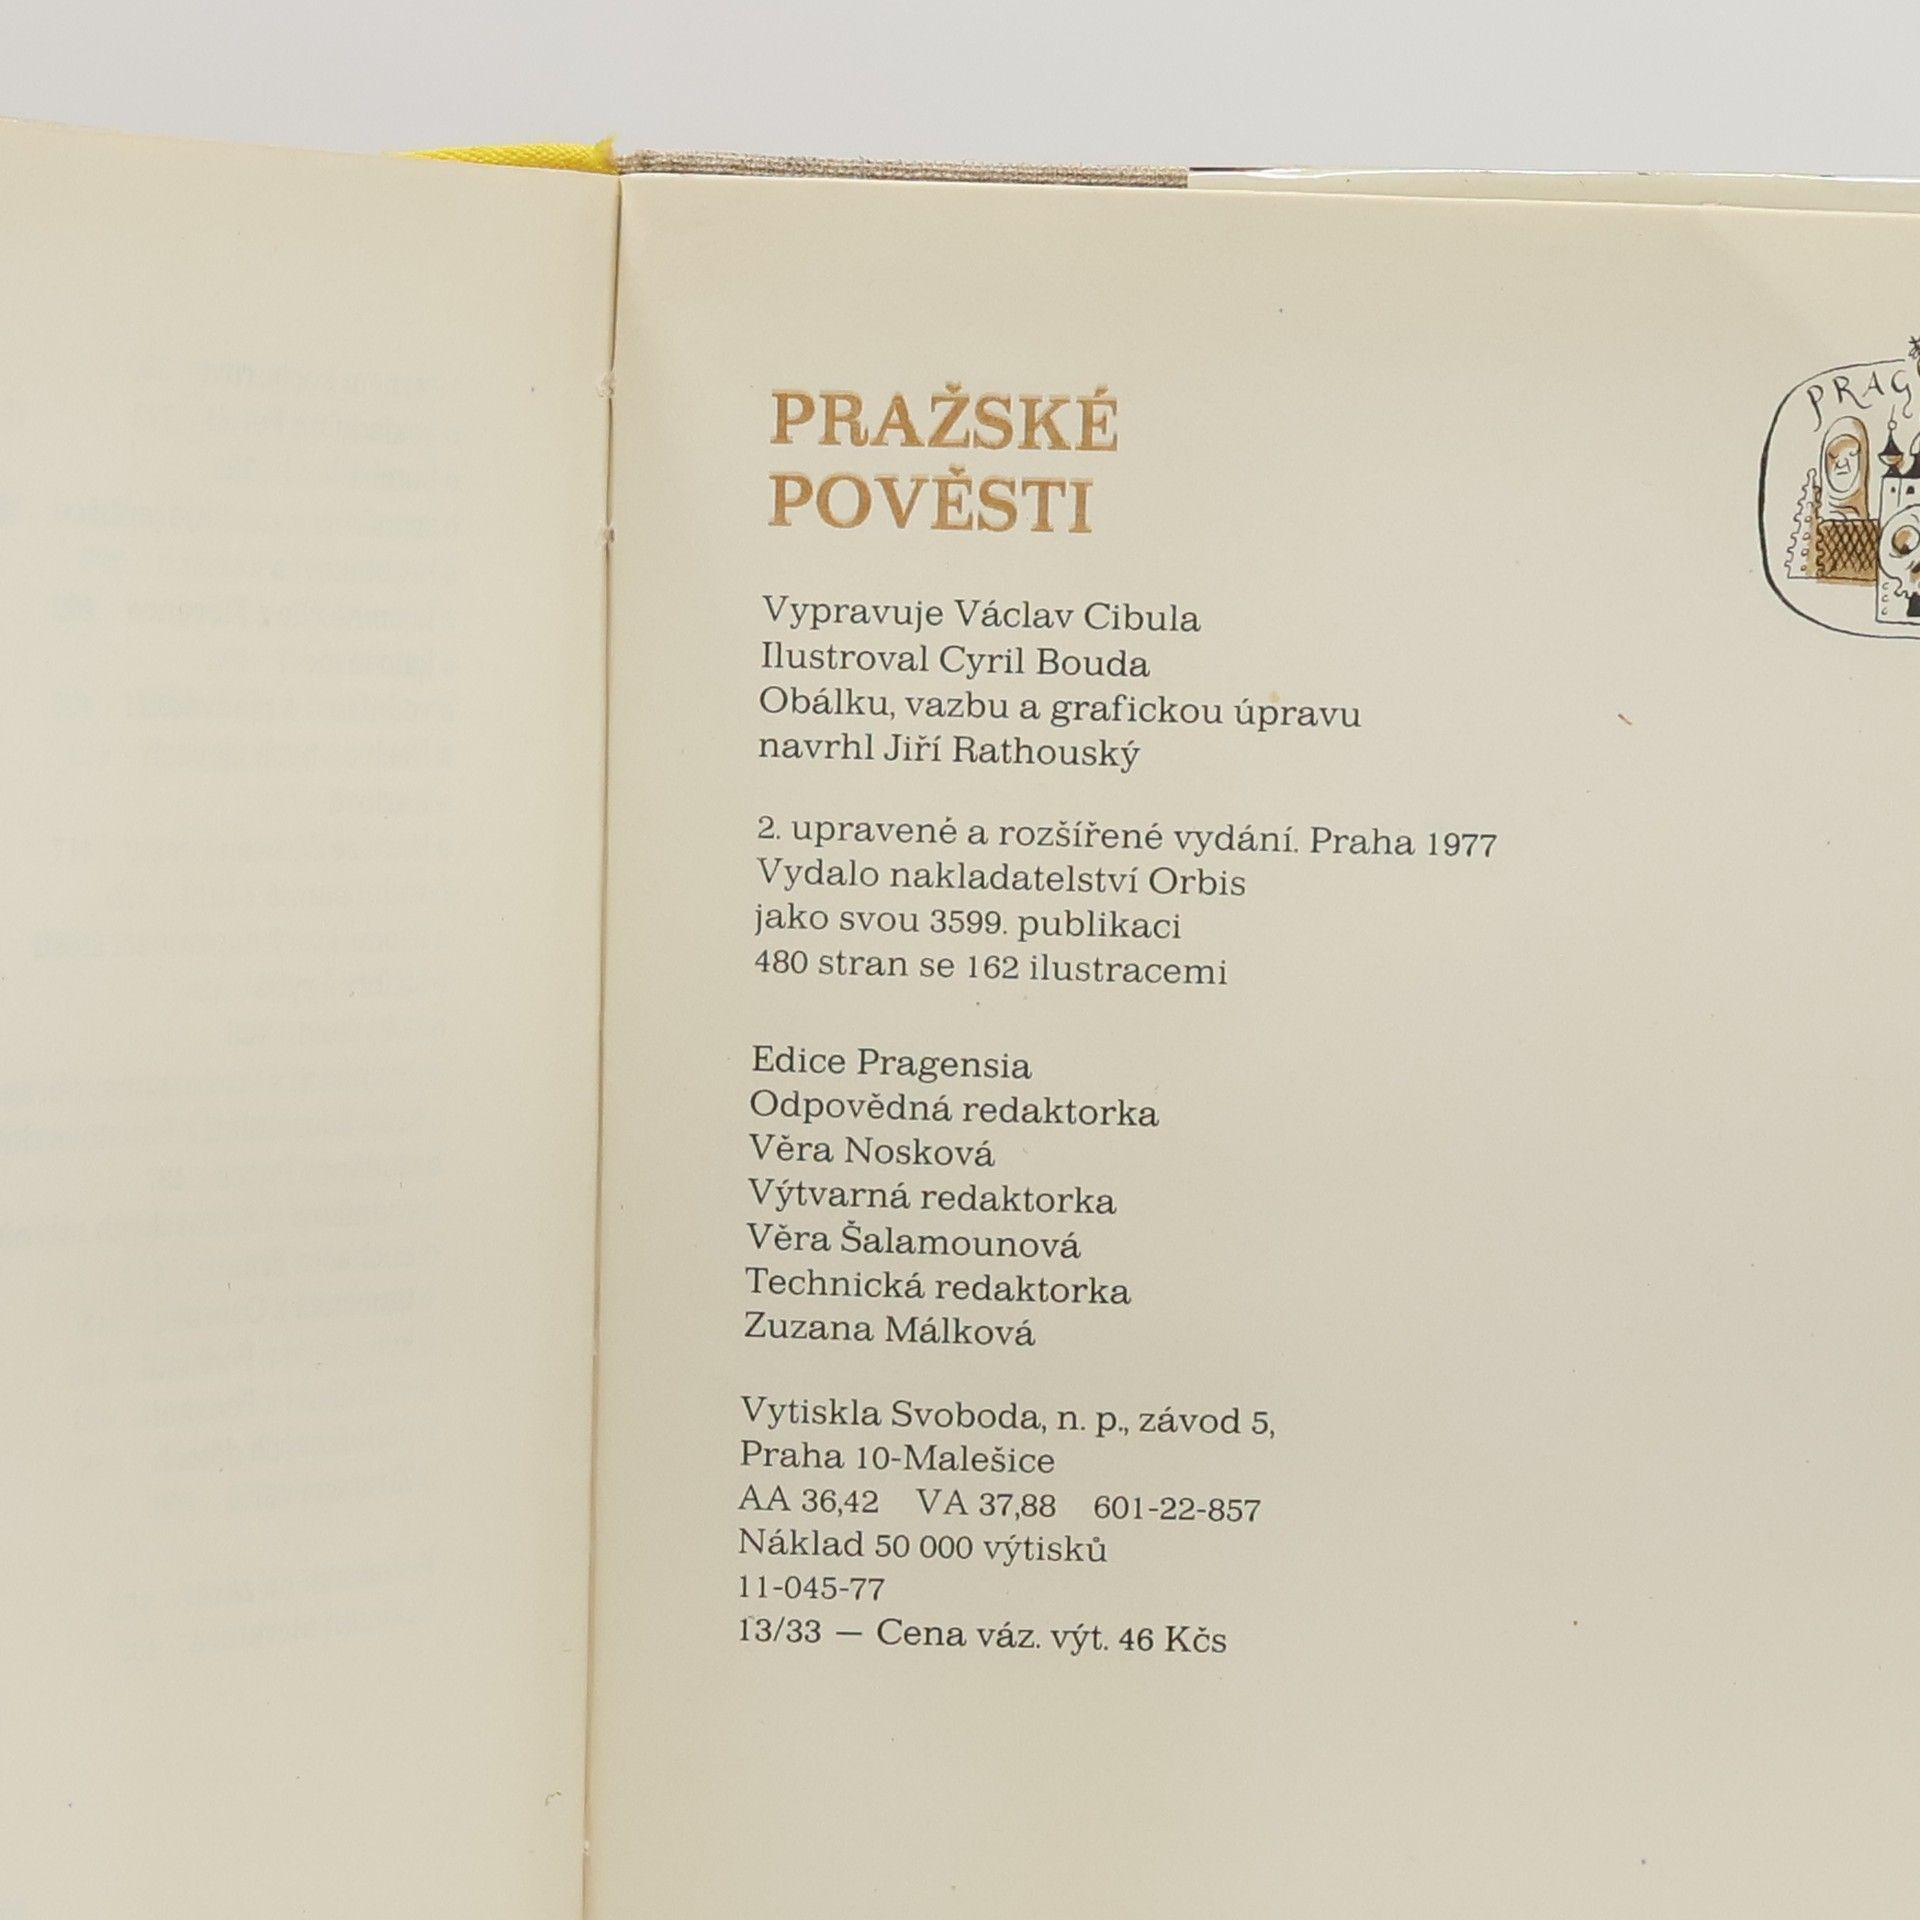 PRAŽSKÉ
POVĚSTI
PRAG
Vypravuje Václav Cibula
Ilustroval Cyril Bouda
Obálku, vazbu a grafickou úpravu
navrhl Jiří Rathouský
2. upravené a rozšířené vydání. Praha 1977
Vydalo nakladatelství Orbis
jako svou 3599. publikaci
480 stran se 162 ilustracemi
Edice Pragensia
Odpovědná redaktorka
Věra Nosková
Výtvarná redaktorka
Věra Šalamounová
Technická redaktorka
Zuzana Málková
Vytiskla Svoboda, n. p., závod 5,
Praha 10-Malešice
AA 36,42 VA 37,88 601-22-857
Náklad 50 000 výtisků
11-045-77
13/33 — Cena váz. výt. 46 Kčs